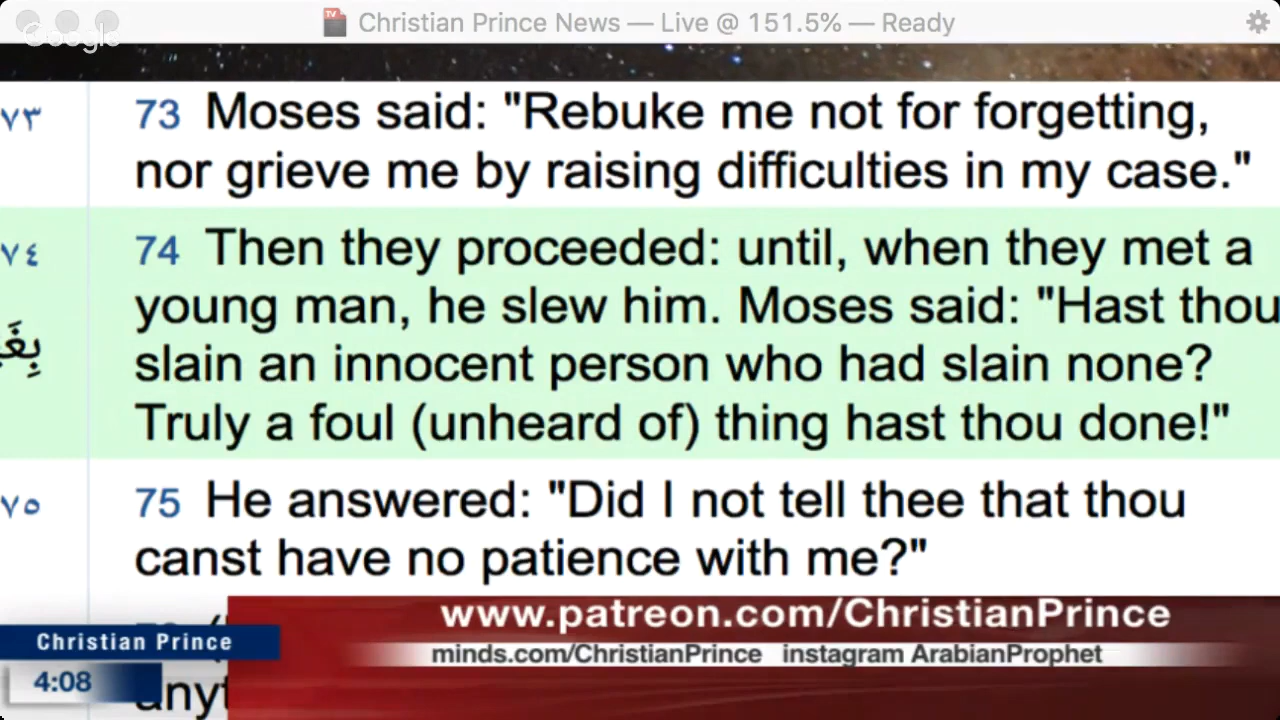 Christian Prince News — Live @ 151.5% — Ready
Google
٧٣
73 Moses said: "Rebuke me not for forgetting,
nor grieve me by raising difficulties in my case."
٧٤
74 Then they proceeded: until, when they met a
young man, he slew him. Moses said: "Hast thou
slain an innocent person who had slain none?
Truly a foul (unheard of) thing hast thou done!"
٧٥
75 He answered: "Did I not tell thee that thou
canst have no patience with me?"
www.patreon.com/ChristianPrince
Christian Prince
minds.com/ChristianPrince instagram ArabianProphet
4:08